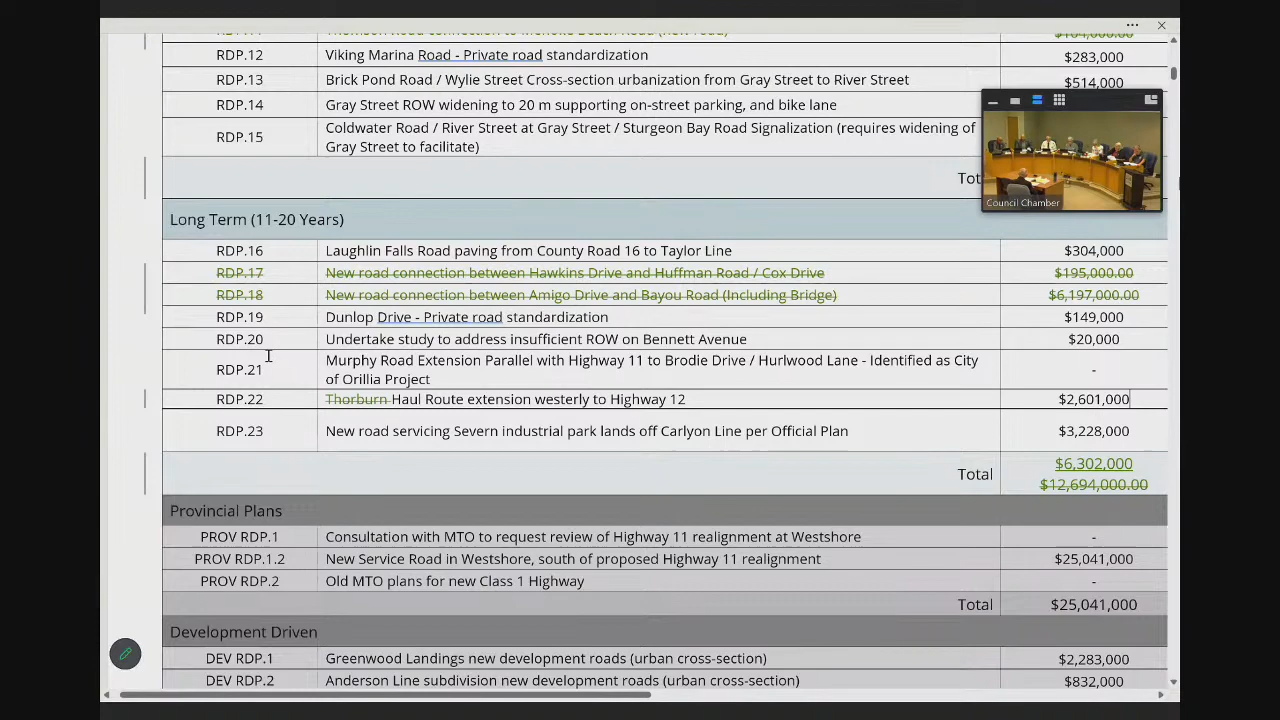 $104,000.00
RDP.12 Viking Marina Road - Private road standardization $283,000
RDP.13 Brick Pond Road / Wylie Street Cross-section urbanization from Gray Street to River Street $514,000
RDP.14 Gray Street ROW widening to 20 m supporting on-street parking, and bike lane
RDP.15 Coldwater Road / River Street at Gray Street / Sturgeon Bay Road Signalization (requires widening of
Gray Street to facilitate)
Council Chamber
Long Term (11-20 Years)
RDP.16 Laughlin Falls Road paving from County Road 16 to Taylor Line $304,000
RDP.17 New road connection between Hawkins Drive and Huffman Road / Cox Drive $195,000.00
RDP.18 New road connection between Amigo Drive and Bayou Road (Including Bridge) $6,197,000.00
RDP.19 Dunlop Drive - Private road standardization $149,000
RDP.20 Undertake study to address insufficient ROW on Bennett Avenue $20,000
RDP.21 Murphy Road Extension Parallel with Highway 11 to Brodie Drive / Hurlwood Lane - Identified as City -
of Orillia Project
RDP.22 Thorburn Haul Route extension westerly to Highway 12 $2,601,000
RDP.23 New road servicing Severn industrial park lands off Carlyon Line per Official Plan $3,228,000
Total $6,302,000
$12,694,000.00
Provincial Plans
PROV RDP.1 Consultation with MTO to request review of Highway 11 realignment at Westshore -
PROV RDP.1.2 New Service Road in Westshore, south of proposed Highway 11 realignment $25,041,000
PROV RDP.2 Old MTO plans for new Class 1 Highway -
Total $25,041,000
Development Driven
DEV RDP.1 Greenwood Landings new development roads (urban cross-section) $2,283,000
DEV RDP.2 Anderson Line subdivision new development roads (urban cross-section) $832,000